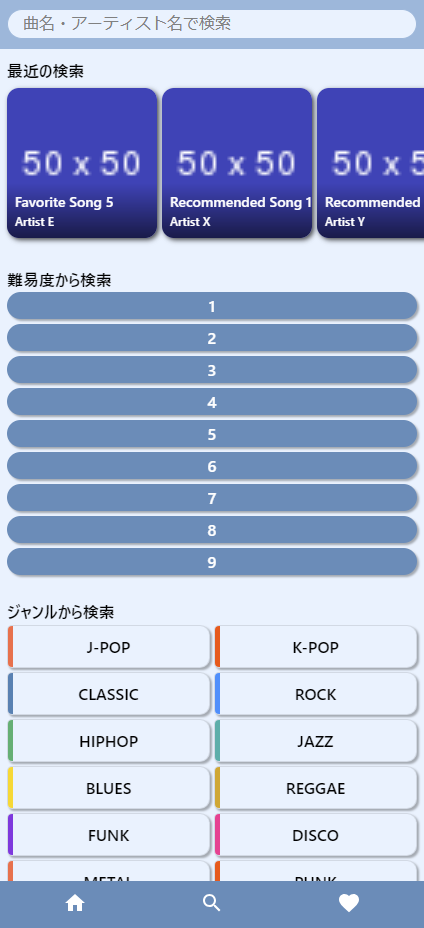 曲名・アーティスト名で検索
最近の検索
50 x 50
50 x 50
50 x 5
Favorite Song 5
Artist E
Recommended Song 1
Artist X
Recommended
Artist Y
難易度から検索
1
2
3
4
5
6
7
8
9
ジャンルから検索
J-POP
K-POP
CLASSIC
ROCK
HIPHOP
JAZZ
BLUES
REGGAE
FUNK
DISCO
METAL
PUNK